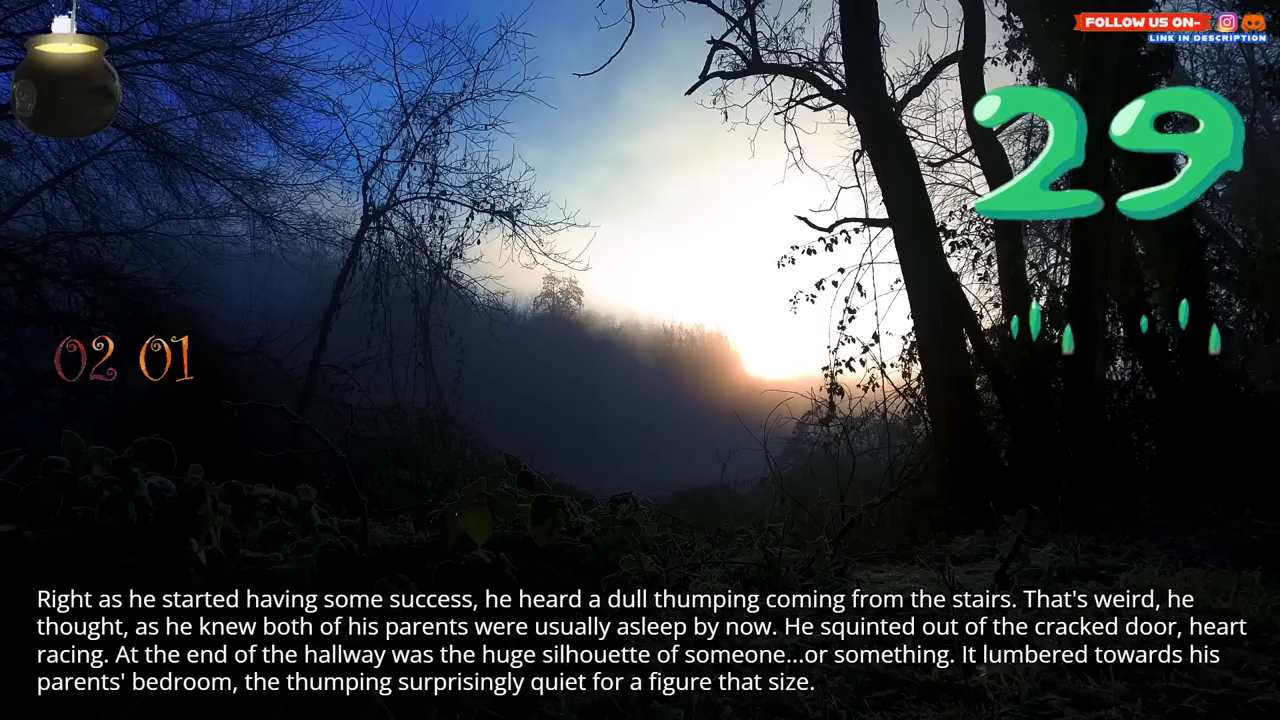 FOLLOW US ON-
LINK IN DESCRIPTION
29
02 01
Right as he started having some success, he heard a dull thumping coming from the stairs. That's weird, he
thought, as he knew both of his parents were usually asleep by now. He squinted out of the cracked door, heart
racing. At the end of the hallway was the huge silhouette of someone...or something. It lumbered towards his
parents' bedroom, the thumping surprisingly quiet for a figure that size.